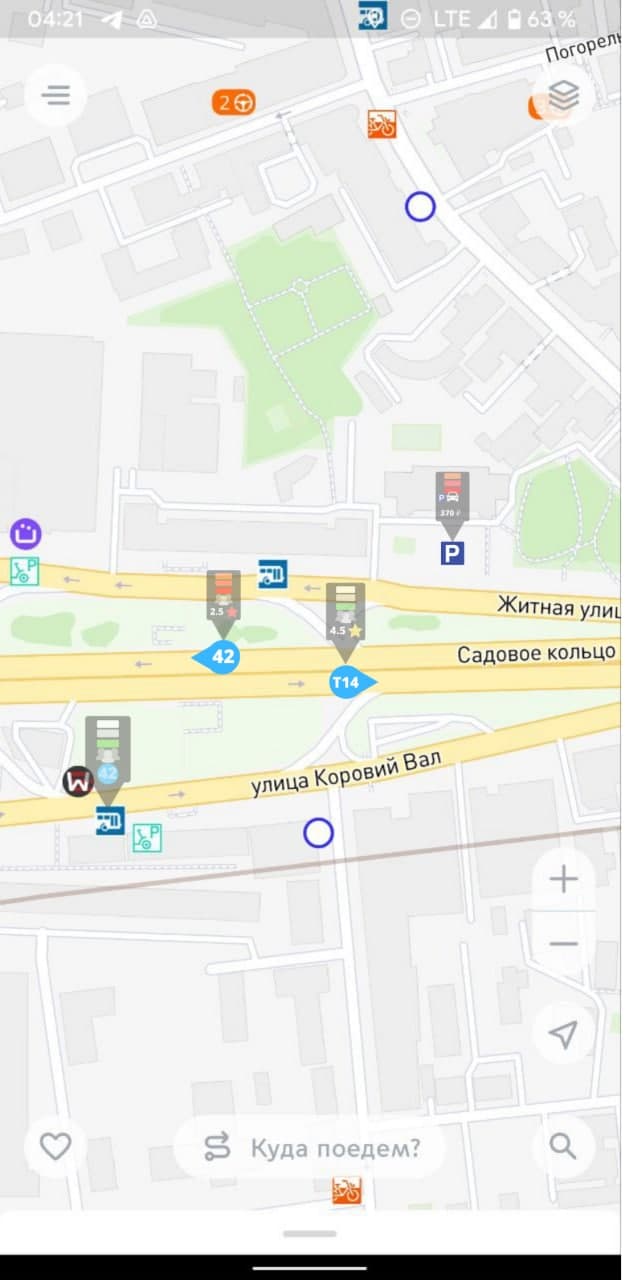 04:21
LTE
63 %
Погорель
2
P
370 ₽
P
P
2.5
4.5
Житная улиц
Садовое кольцо
42
T14
улица Коровий Вал
42
W
P
Куда поедем?